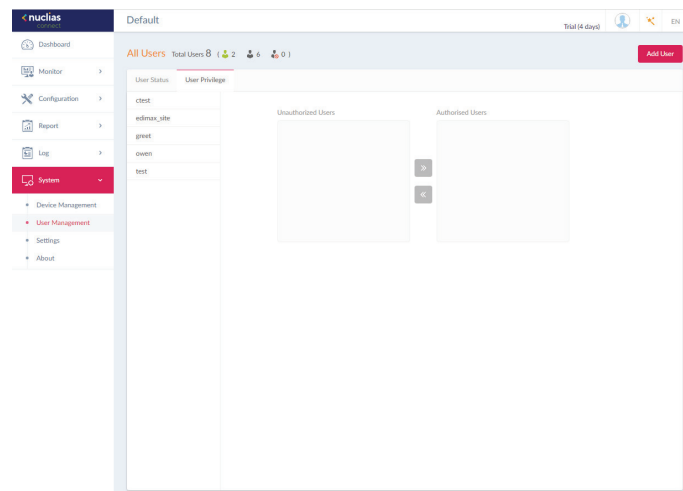 nuclias
connect
Default
Trial (4 days)
EN
Dashboard
Monitor
Configuration
Report
Log
System
Device Management
User Management
Settings
About
All Users Total Users 8 ( 2 6 0 )
Add User
User Status User Privilege
ctest
edimax_site
greet
owen
test
Unauthorized Users Authorised Users